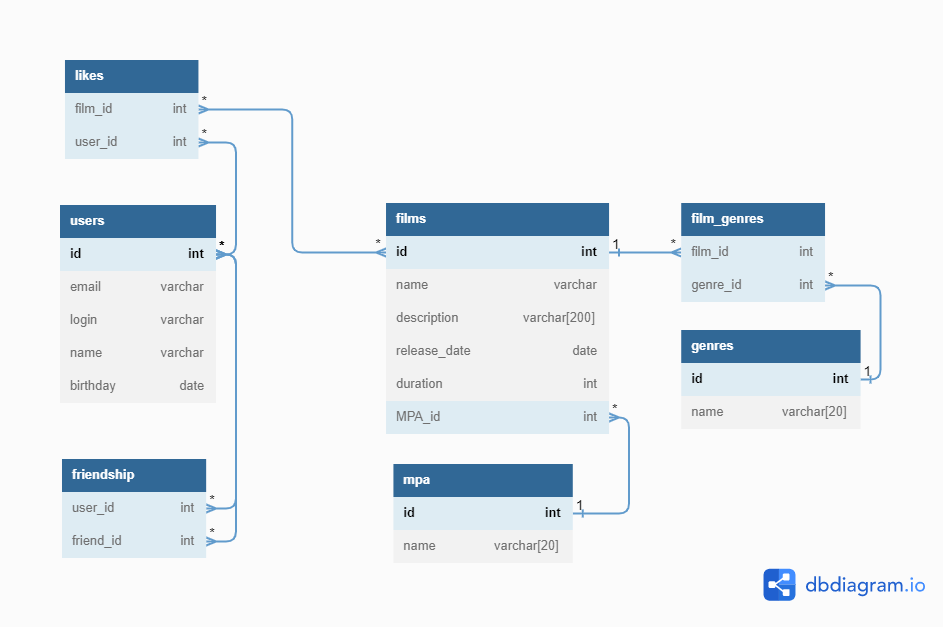 likes
film_id int
user_id int
*
*
users
id int
email varchar
login varchar
name varchar
birthday date
*
friendship
user_id int
friend_id int
*
*
films
id int
name varchar
description varchar[200]
release_date date
duration int
MPA_id int
*
1
*
mpa
id int
name varchar[20]
1
film_genres
film_id int
genre_id int
*
*
genres
id int
name varchar[20]
1
dbdiagram.io